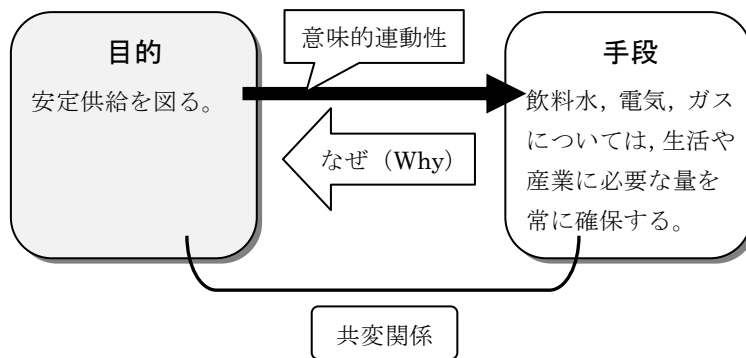 意味的連動性
目的
手段
安定供給を図る。
飲料水，電気，ガス
については，生活や
産業に必要な量を
常に確保する。
なぜ（Why）
共変関係